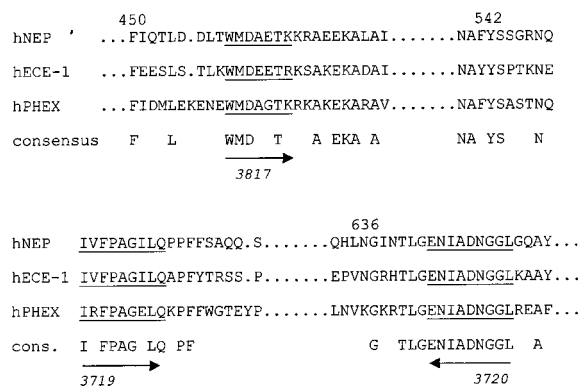 450 542
hNEP ' ...FIQTLD.DLTWMDAETKKRAEEKALAI... ...NAFYSSGRNQ
hECE-1 ...FEESLS.TLKWMDEETRKSAKEKADAI... ...NAYYSPTKNE
hPHEX ...FIDMLEKENEWMDAGTKRKAKEKARAV... ...NAFYSASTNQ
consensus F L WMD T A EKA A NA YS N
3817
636
hNEP IVFPAGILQPPFFSAQQ.S.......QHLNGINTLGENIADNGGLGQAY...
hECE-1 IVFPAGILQAPFYTRSS.P.......EPVNGRHTLGENIADNGGLKAAY...
hPHEX IRFPAGELQKPFFWGTEYP.......LNVKGKRTLGENIADNGGLREAF...
cons. I FPAG LQ PF G TLGENIADNGGL A
3719 3720